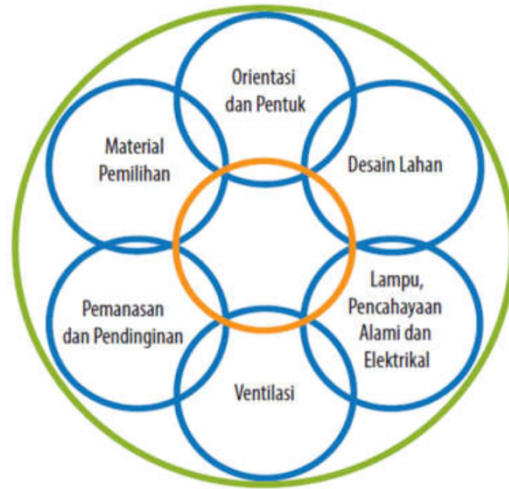 Orientasi
dan Pentuk
Material
Pemilihan
Desain Lahan
Pemanasan
dan Pendinginan
Lampu,
Pencahayaan
Alami dan
Elektrikal
Ventilasi